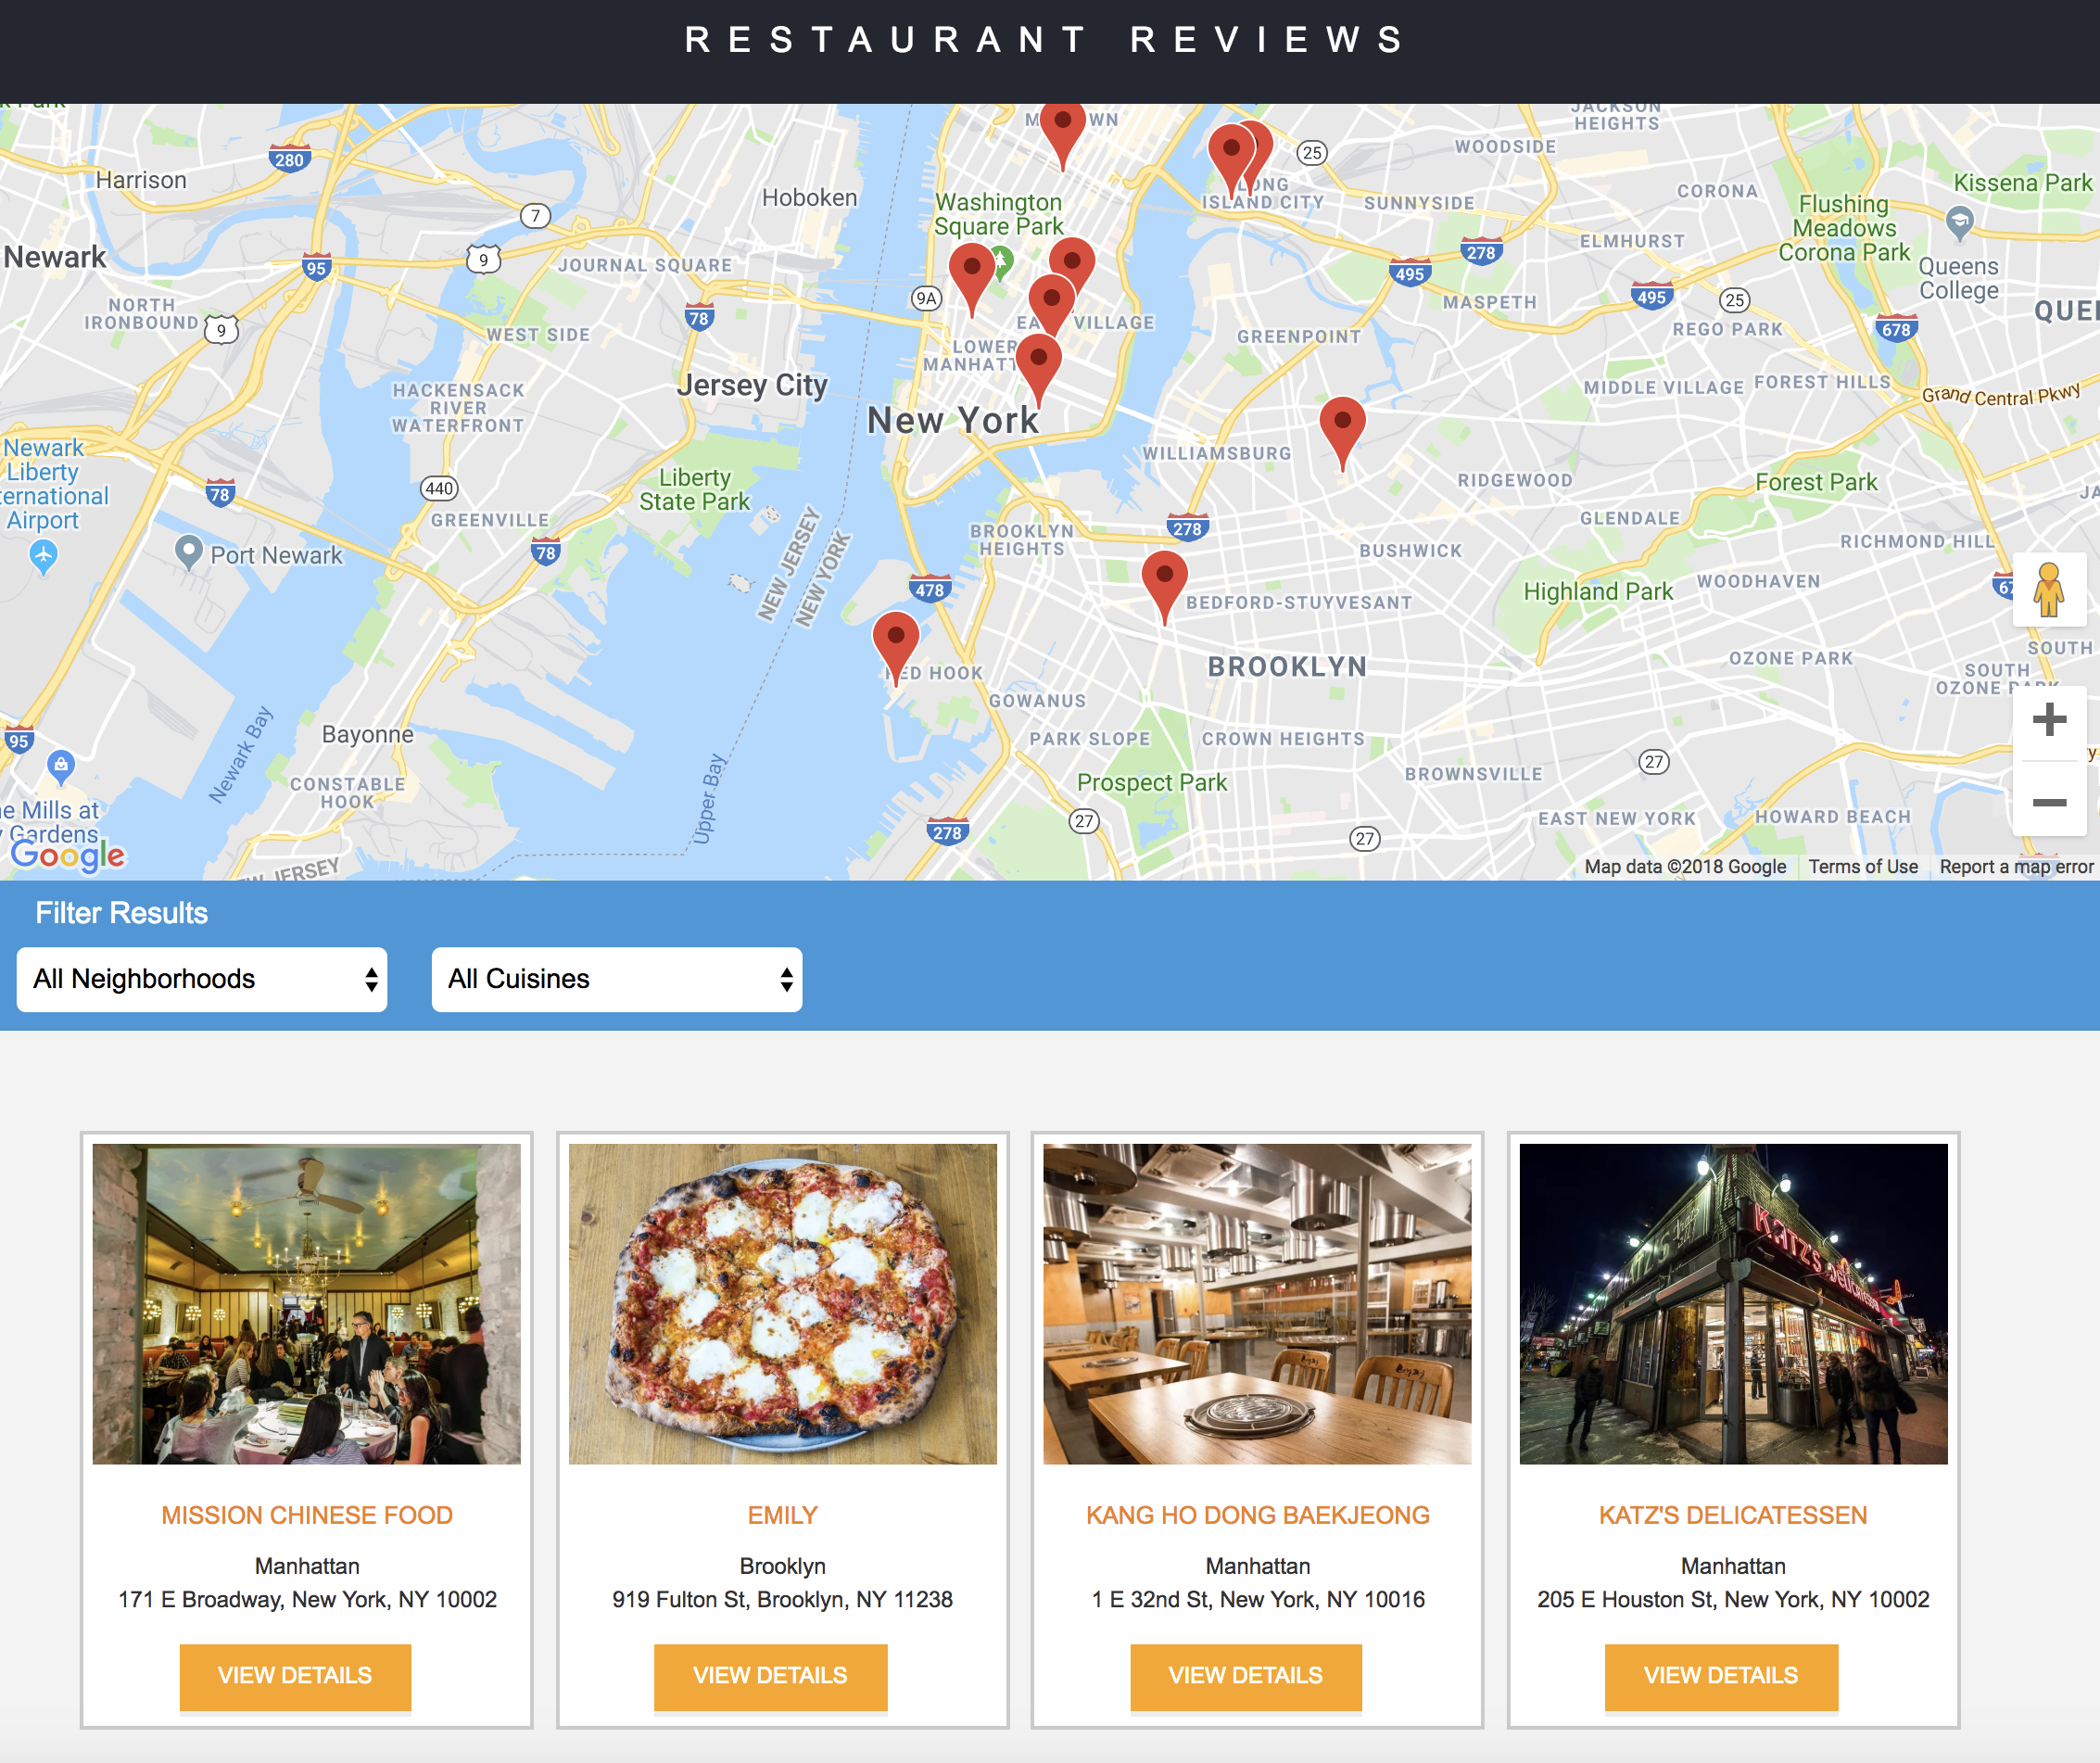 RESTAURANT REVIEWS
JACKSON
HEIGHTS
280
Harrison
25
WOODSIDE
Hoboken
LONG
ISLAND CITY
SUNNYSIDE
CORONA
Kissena Park
Washington
Square Park
Flushing
Meadows
Corona Park
7
Newark
95
9
JOURNAL SQUARE
278
495
ELMHURST
Queens
College
NORTH
IRONBOUND
9
78
WEST SIDE
9A
VILLAGE
MASPETH
495
25
REGO PARK
678
GREENPOINT
LOWER
HACKENSACK
RIVER
WATERFRONT
Jersey City
New York
MIDDLE VILLAGE
FOREST HILLS
Grand Central Pkwy
Newark
Liberty
ernational
Airport
78
440
GREENVILLE
78
Liberty
State Park
WILLIAMSBURG
RIDGEWOOD
Forest Park
GLENDALE
RICHMOND HILL
Port Newark
NEW JERSEY
NEW YORK
BROOKLYN
HEIGHTS
278
BUSHWICK
478
BEDFORD-STUYVESANT
Highland Park
WOODHAVEN
RED HOOK
BROOKLYN
OZONE PARK
SOUTH
SOUTH
OZONE PARK
95
Newark Bay
Bayonne
GOWANUS
PARK SLOPE
CROWN HEIGHTS
CONSTABLE
HOOK
Upper Bay
Prospect Park
BROWNSVILLE
27
27
27
EAST NEW YORK
HOWARD BEACH
278
e Mills at
Gardens
Google
Map data ©2018 Google
Terms of Use
Report a map error
Filter Results
All Neighborhoods
All Cuisines
KATZ'S DELICATESSEN
MISSION CHINESE FOOD
Manhattan
171 E Broadway, New York, NY 10002
VIEW DETAILS
EMILY
Brooklyn
919 Fulton St, Brooklyn, NY 11238
VIEW DETAILS
KANG HO DONG BAEKJEONG
Manhattan
1 E 32nd St, New York, NY 10016
VIEW DETAILS
KATZ'S DELICATESSEN
Manhattan
205 E Houston St, New York, NY 10002
VIEW DETAILS